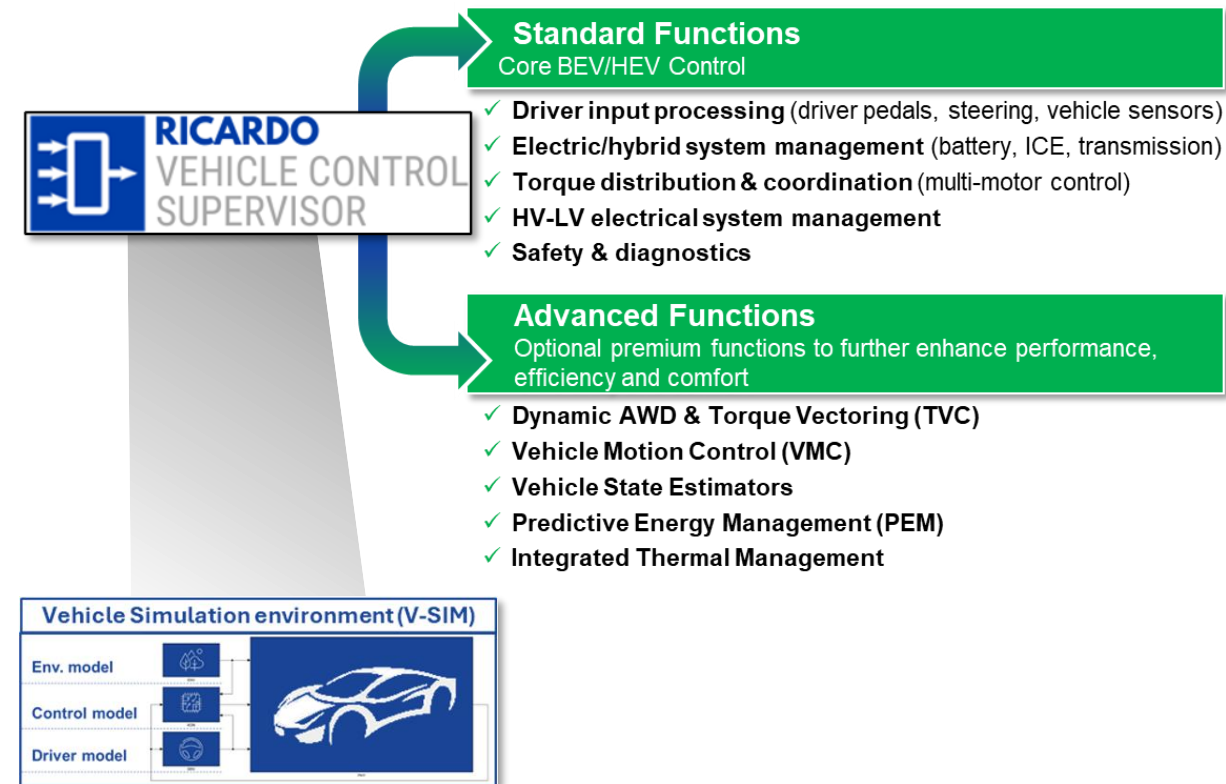 Standard Functions
Core BEV/HEV Control
RICARDO
VEHICLE CONTROL
SUPERVISOR
✓ Driver input processing (driver pedals, steering, vehicle sensors)
✓ Electric/hybrid system management (battery, ICE, transmission)
✓ Torque distribution & coordination (multi-motor control)
✓ HV-LV electrical system management
✓ Safety & diagnostics
Advanced Functions
Optional premium functions to further enhance performance,
efficiency and comfort
✓ Dynamic AWD & Torque Vectoring (TVC)
✓ Vehicle Motion Control (VMC)
✓ Vehicle State Estimators
✓ Predictive Energy Management (PEM)
✓ Integrated Thermal Management
Vehicle Simulation environment (V-SIM)
Env. model
Control model
Driver model